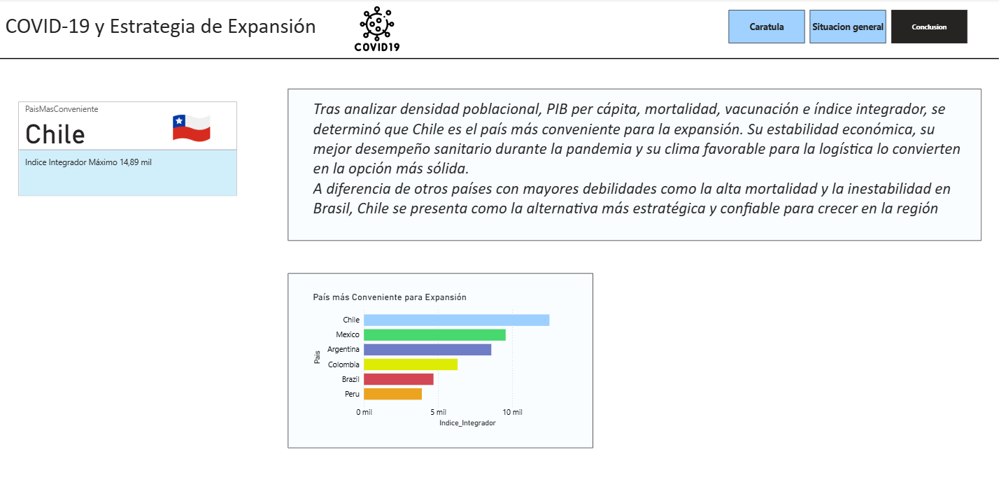 COVID-19 y Estrategia de Expansión
COVID19
Caratula
Situacion general
Conclusion
PaisMasConveniente
Chile
Indice Integrador Máximo 14,89 mil
Tras analizar densidad poblacional, PIB per cápita, mortalidad, vacunación e índice integrador, se
determinó que Chile es el país más conveniente para la expansión. Su estabilidad económica, su
mejor desempeño sanitario durante la pandemia y su clima favorable para la logística lo convierten
en la opción más sólida.
A diferencia de otros países con mayores debilidades como la alta mortalidad y la inestabilidad en
Brasil, Chile se presenta como la alternativa más estratégica y confiable para crecer en la región
País más Conveniente para Expansión
Pais
Chile
Mexico
Argentina
Colombia
Brazil
Peru
0 mil
5 mil
10 mil
Indice_Integrador